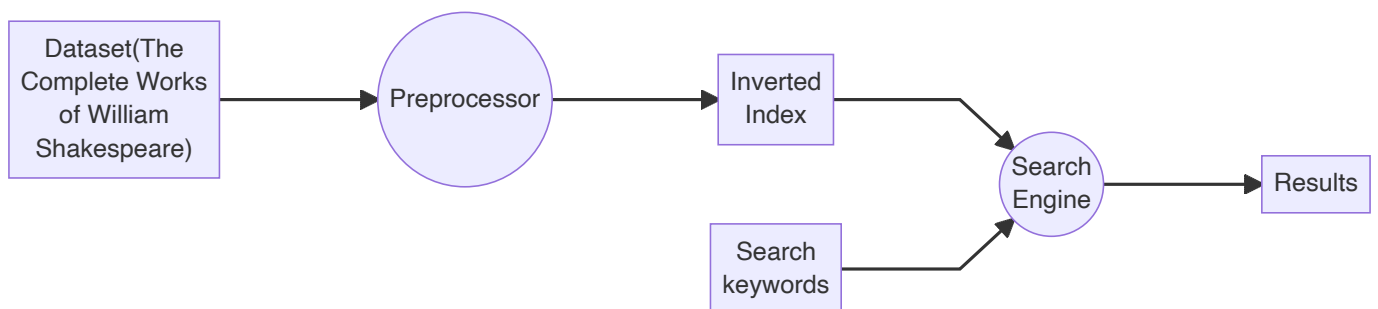 Dataset(The
Complete Works
of William
Shakespeare)
Preprocessor
Inverted
Index
Search
keywords
Search
Engine
Results